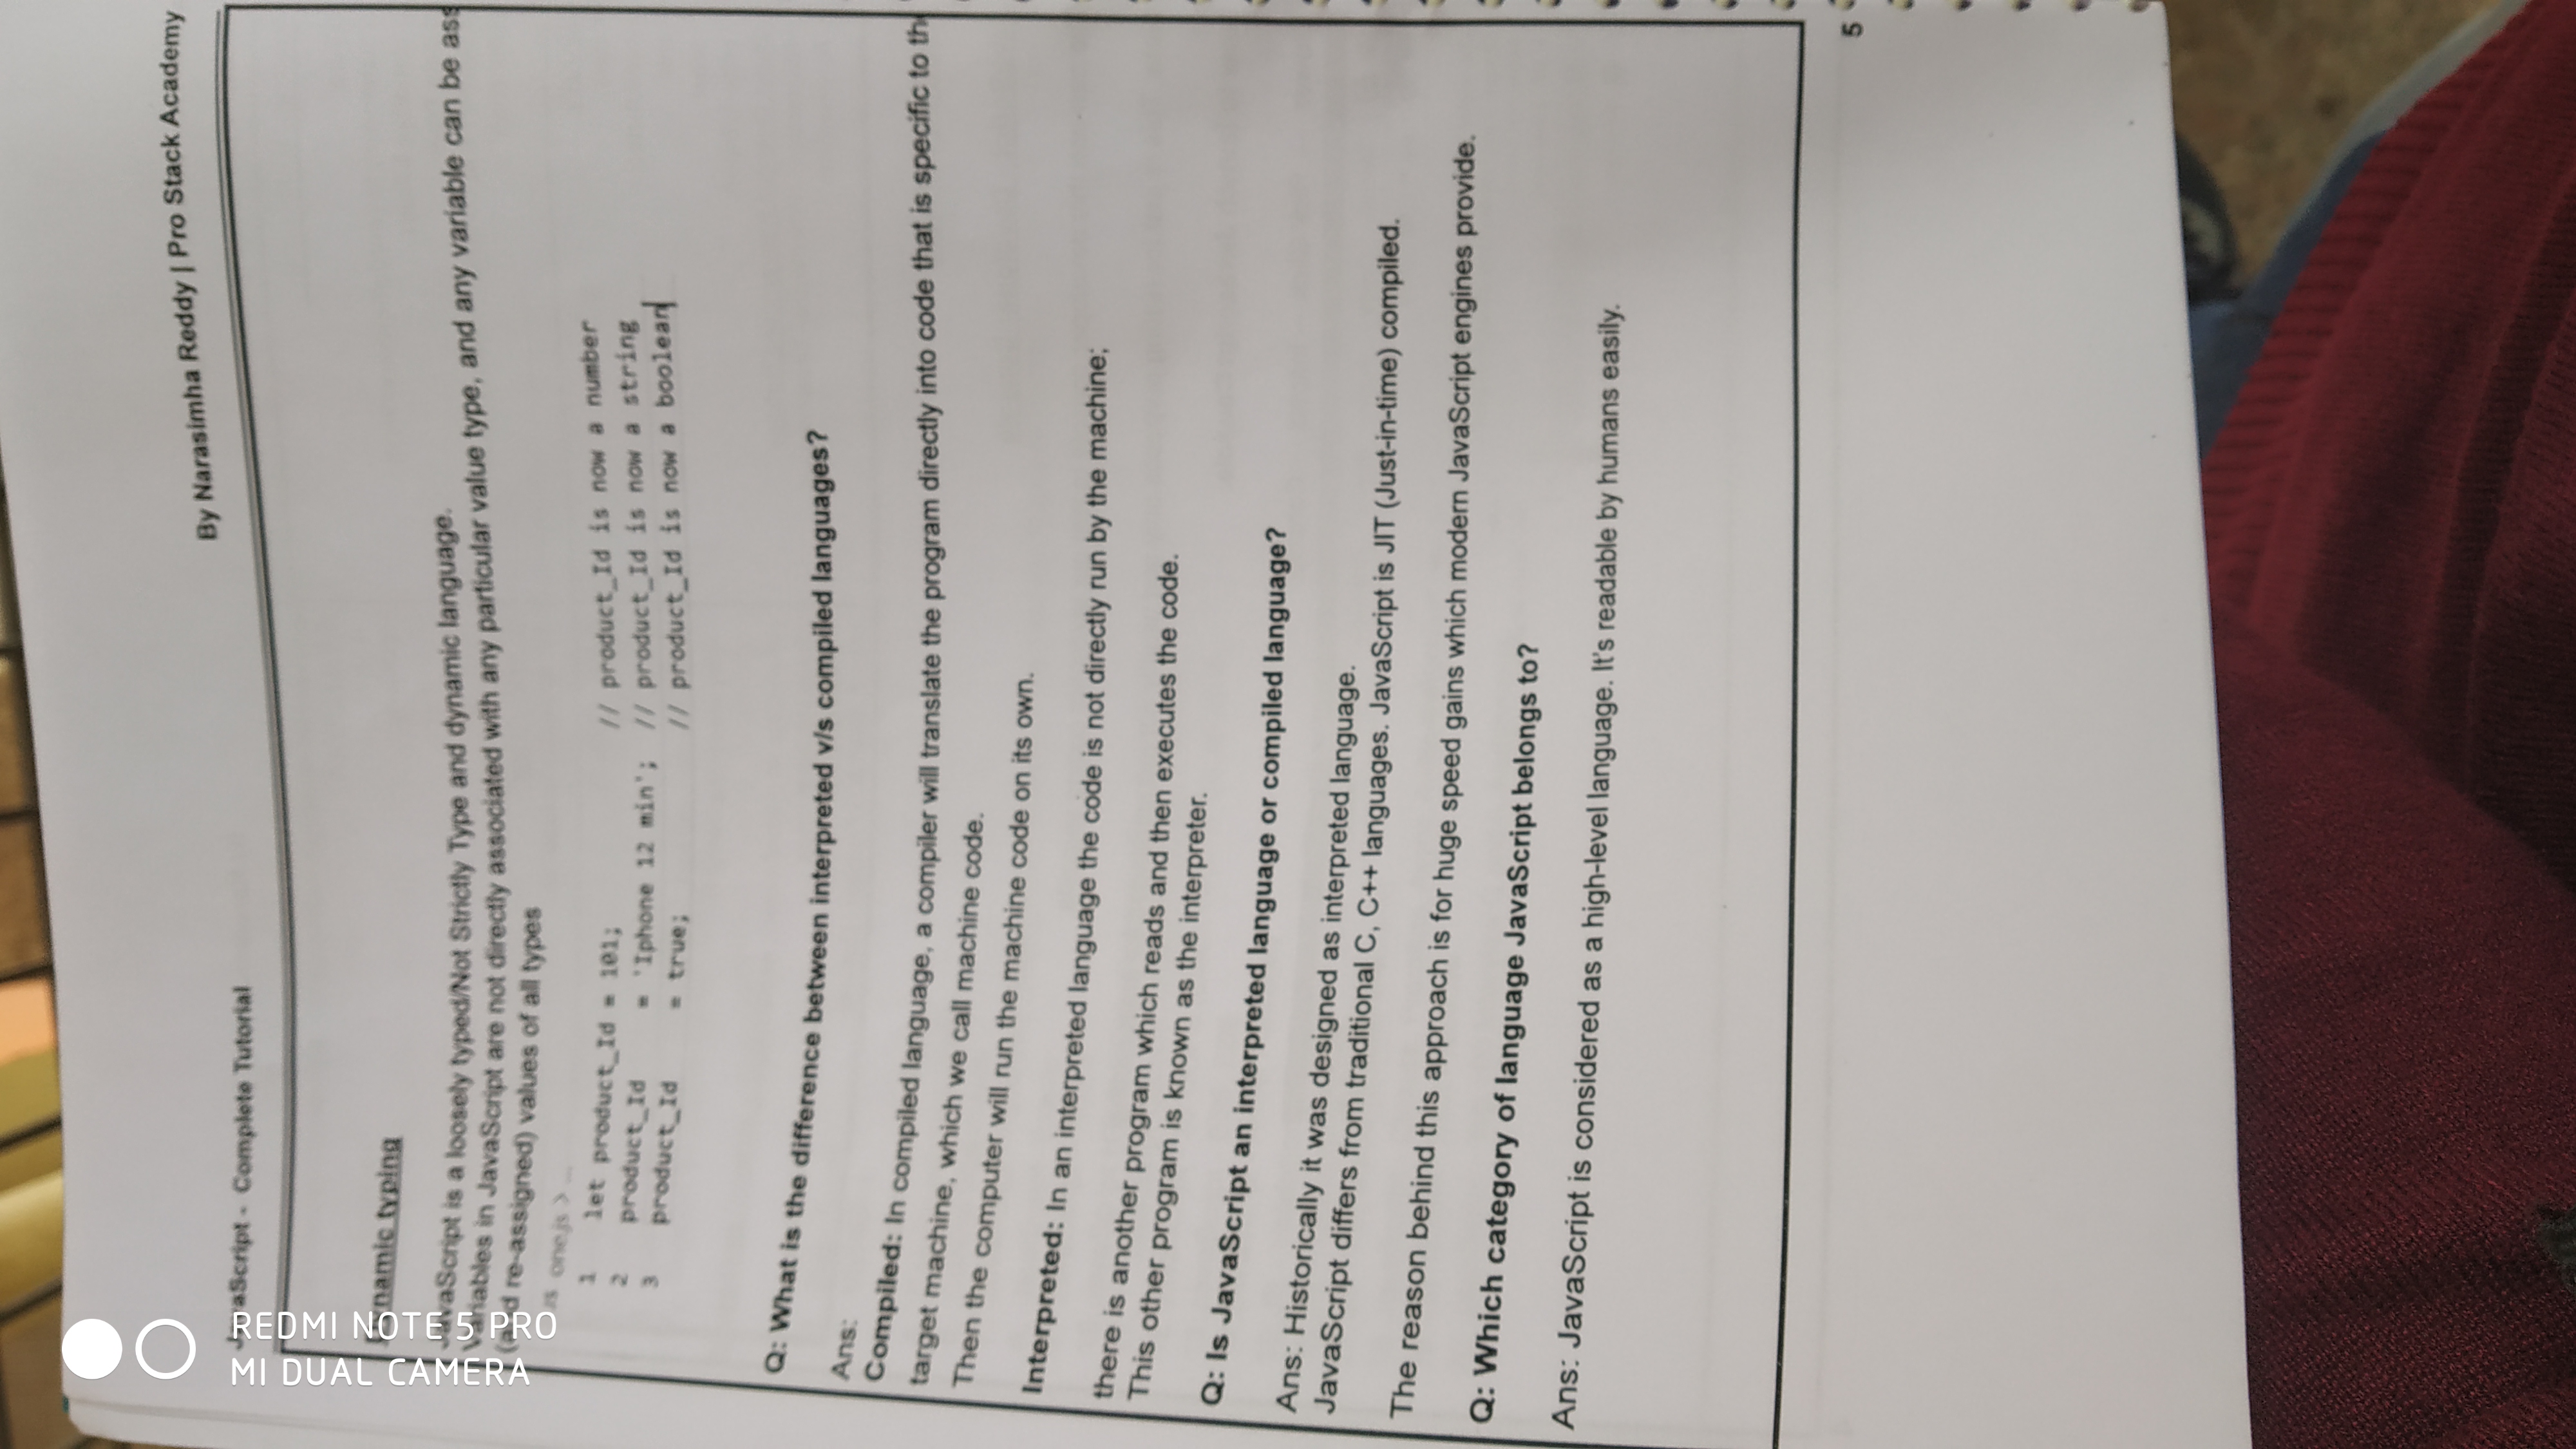 By Narasimha Reddy | Pro Stack Academy
JavaScript - Complete Tutorial
Dynamic typing
JavaScript is a loosely typed/Not Strictly Type and dynamic language.
Variables in JavaScript are not directly associated with any particular value type, and any variable can be ass
(and re-assigned) values of all types
JS one.js > ...
1 let product_Id = 101; // product_Id is now a number
2 product_Id = 'Iphone 12 min'; // product_Id is now a string
3 product_Id = true; // product_Id is now a boolean
Q: What is the difference between interpreted v/s compiled languages?
Ans:
Compiled: In compiled language, a compiler will translate the program directly into code that is specific to the
target machine, which we call machine code.
Then the computer will run the machine code on its own.
Interpreted: In an interpreted language the code is not directly run by the machine;
there is another program which reads and then executes the code.
This other program is known as the interpreter.
Q: Is JavaScript an interpreted language or compiled language?
Ans: Historically it was designed as interpreted language.
JavaScript differs from traditional C, C++ languages. JavaScript is JIT (Just-in-time) compiled.
The reason behind this approach is for huge speed gains which modern JavaScript engines provide.
Q: Which category of language JavaScript belongs to?
Ans: JavaScript is considered as a high-level language. It's readable by humans easily.
5
REDMI NOTE 5 PRO
MI DUAL CAMERA